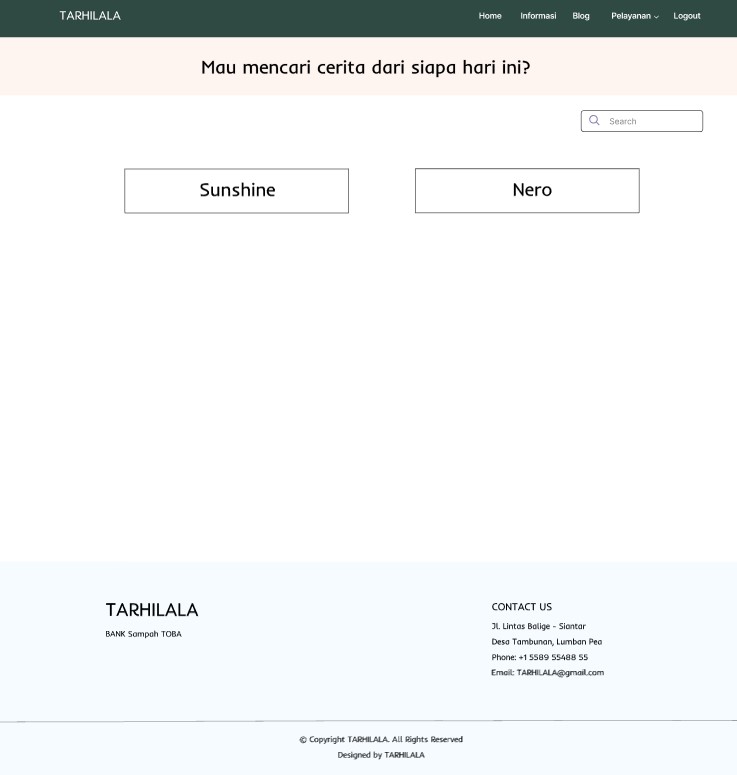 TARHILALA
Home Informasi Blog Pelayanan Logout
Mau mencari cerita dari siapa hari ini?
Search
Sunshine Nero
TARHILALA
BANK Sampah TOBA
CONTACT US
Jl. Lintas Balige - Siantar
Desa Tambunan, Lumban Pea
Phone: +1 5589 55488 55
Email: TARHILALA@gmail.com
© Copyright TARHILALA. All Rights Reserved
Designed by TARHILALA